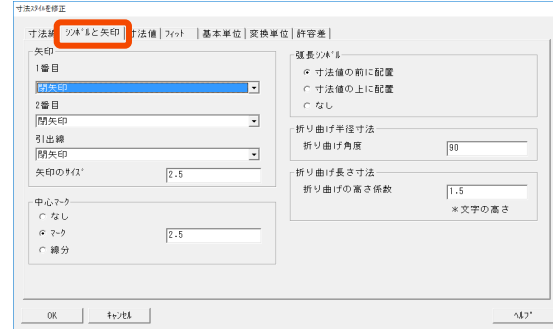 寸法ｽﾀｲﾙを修正
寸法線 ｼﾝﾎﾞﾙと矢印 寸法値 ﾌｨｯﾄ 基本単位 変換単位 許容差
矢印
1番目
閉矢印
2番目
閉矢印
引出線
閉矢印
矢印のｻｲｽﾞ 2.5
中心ﾏｰｸ
なし
ﾏｰｸ 2.5
線分
弧長ｼﾝﾎﾞﾙ
寸法値の前に配置
寸法値の上に配置
なし
折り曲げ半径寸法
折り曲げ角度 90
折り曲げ長さ寸法
折り曲げの高さ係数 1.5
＊文字の高さ
OK ｷｬﾝｾﾙ ﾍﾙﾌﾟ